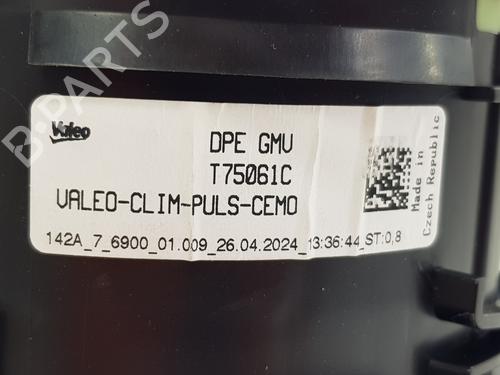 Valeo
DPE GMV
T75061C
VALEO-CLIM-PULS-CEMO
142A_7_6900_01.009_26.04.2024_13:36:44_ST:0,8
Made in
Czech Republic
B-PARTS